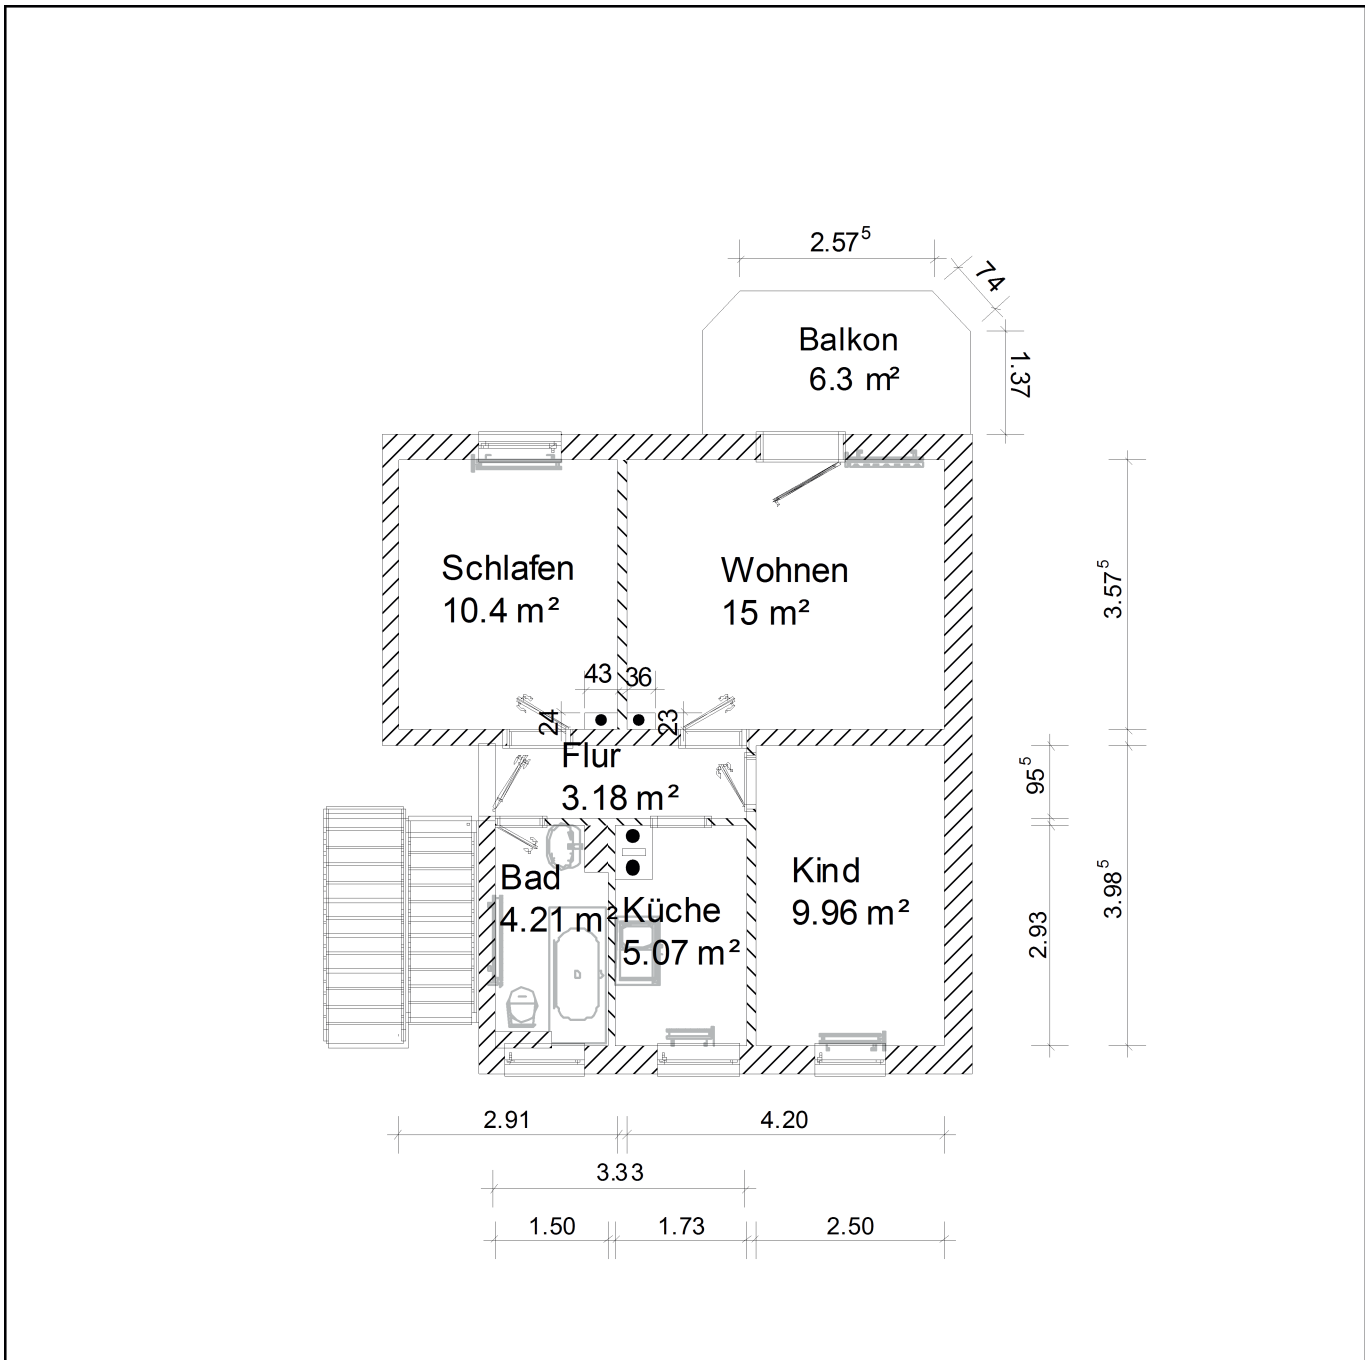 2.57⁵
74
Balkon
6.3 m²
1.37
Schlafen
10.4 m²
Wohnen
15 m²
3.57⁵
43
36
24
23
Flur
3.18 m²
95⁵
Bad
4.21 m²
Küche
5.07 m²
Kind
9.96 m²
2.93
3.98⁵
2.91
4.20
3.33
1.50
1.73
2.50